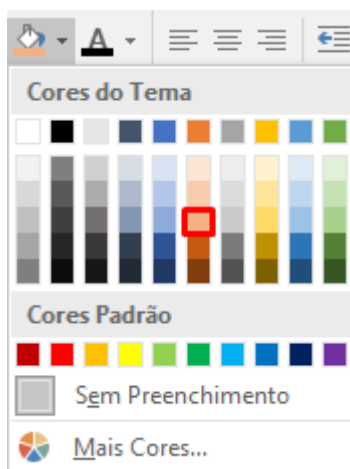 A
Cores do Tema
Cores Padrão
Sem Preenchimento
Mais Cores...